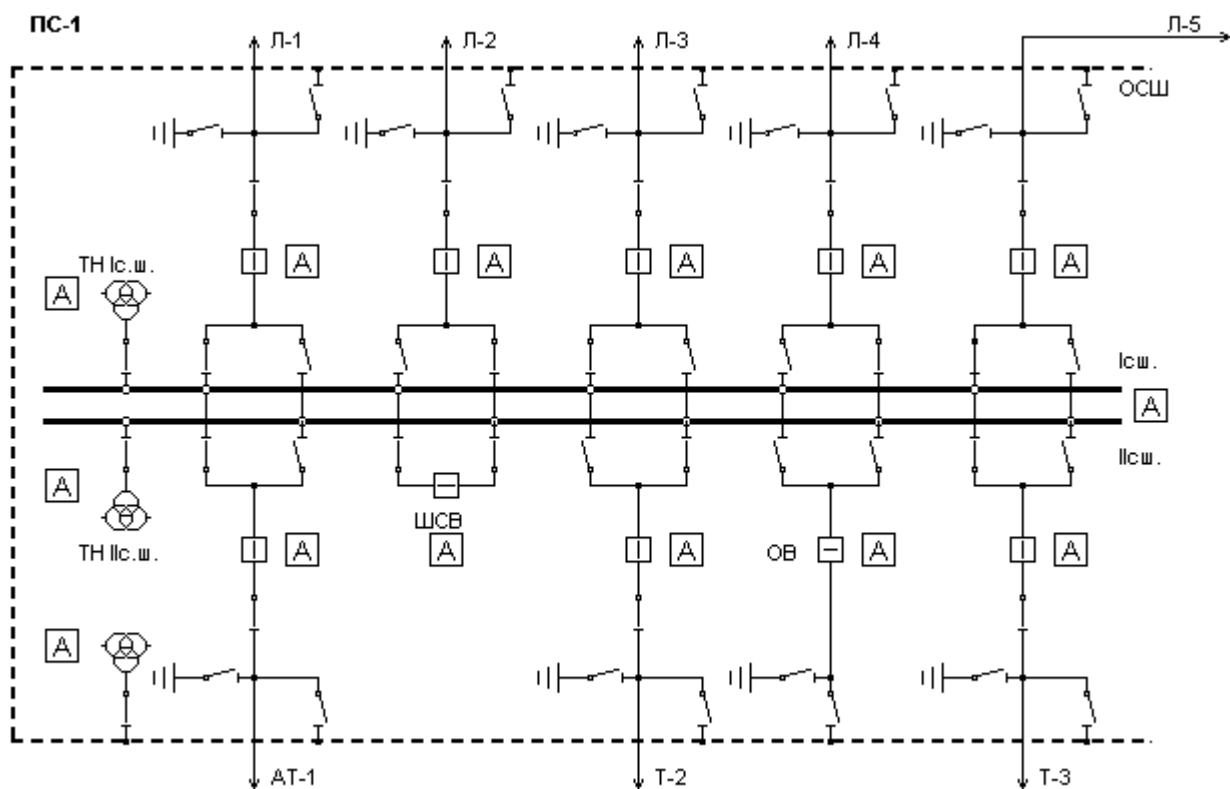 ПС-1
Л-1
Л-2
Л-3
Л-4
Л-5
ОСШ
ТН Iс.ш.
А
А
А
А
А
А
Iсш.
А
IIсш.
А
ШСВ
ТН IIс.ш.
А
А
А
ОВ
А
А
А
АТ-1
Т-2
Т-3